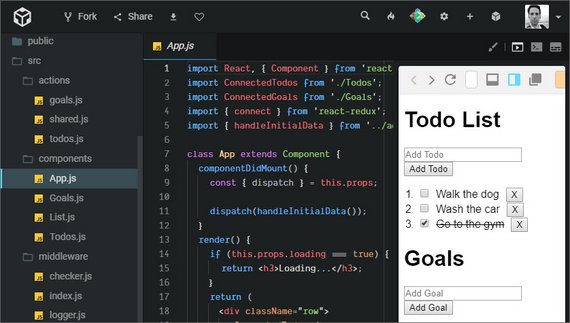 Fork
Share
public
src
actions
goals.js
shared.js
todos.js
components
App.js
Goals.js
List.js
Todos.js
middleware
checker.js
index.js
logger.js
App.js
1 import React, { Component } from 'react
2 import ConnectedTodos from './Todos';
3 import ConnectedGoals from './Goals';
4 import { connect } from 'react-redux';
5 import { handleInitialData } from '../a
6
7 class App extends Component {
8 componentDidMount() {
9 const { dispatch } = this.props;
10
11 dispatch(handleInitialData());
12 }
13 render() {
14 if (this.props.loading === true) {
15 return <h3>Loading...</h3>;
16 }
17 return (
18 <div className="row">
Todo List
Add Todo
Add Todo
1. Walk the dog X
2. Wash the car X
3. Go to the gym X
Goals
Add Goal
Add Goal